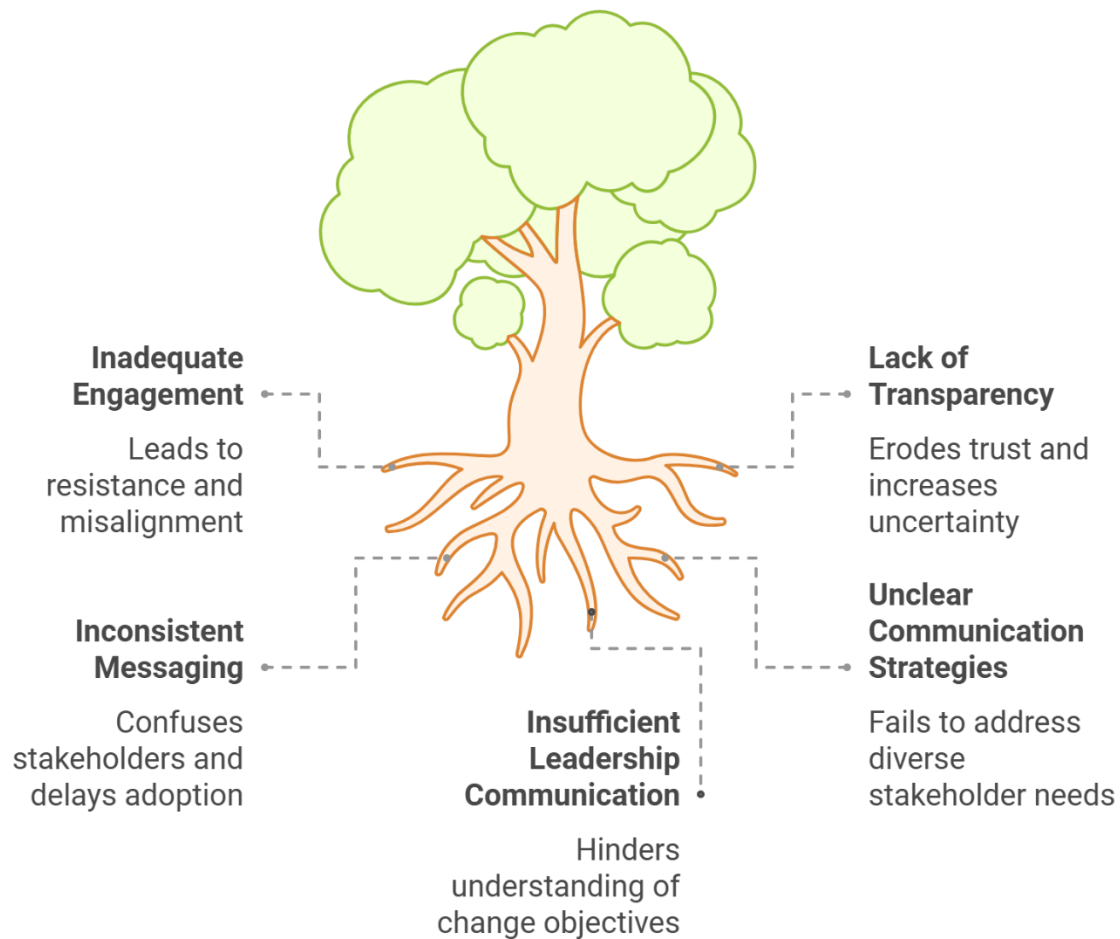 Inadequate
Engagement
Leads to
resistance and
misalignment
Lack of
Transparency
Erodes trust and
increases
uncertainty
Inconsistent
Messaging
Confuses
stakeholders and
delays adoption
Insufficient
Leadership
Communication
Hinders
understanding of
change objectives
Unclear
Communication
Strategies
Fails to address
diverse
stakeholder needs